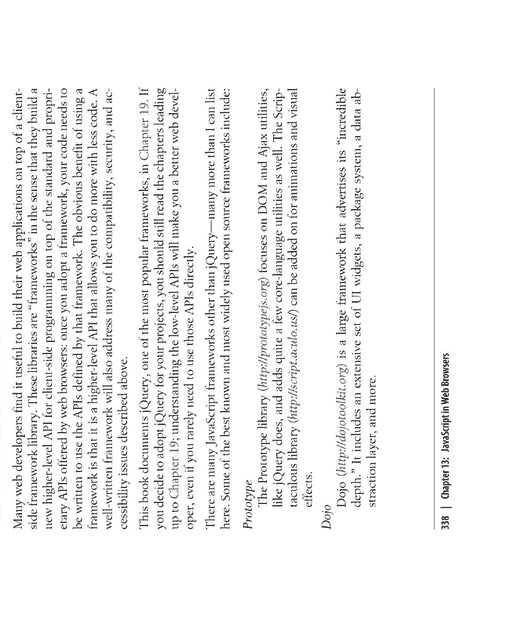 Many web developers find it useful to build their web applications on top of a client-
side framework library. These libraries are “frameworks” in the sense that they build a
new higher-level API for client-side programming on top of the standard and propri-
etary APIs offered by web browsers: once you adopt a framework, your code needs to
be written to use the APIs defined by that framework. The obvious benefit of using a
framework is that it is a higher-level API that allows you to do more with less code. A
well-written framework will also address many of the compatibility, security, and ac-
cessibility issues described above.
This book documents jQuery, one of the most popular frameworks, in Chapter 19. If
you decide to adopt jQuery for your projects, you should still read the chapters leading
up to Chapter 19; understanding the low-level APIs will make you a better web devel-
oper, even if you rarely need to use those APIs directly.
There are many JavaScript frameworks other than jQuery—many more than I can list
here. Some of the best known and most widely used open source frameworks include:
Prototype
The Prototype library (http://prototypejs.org) focuses on DOM and Ajax utilities,
like jQuery does, and adds quite a few core-language utilities as well. The Scrip-
taculous library (http://script.aculo.us/) can be added on for animations and visual
effects.
Dojo
Dojo (http://dojotoolkit.org) is a large framework that advertises its “incredible
depth.” It includes an extensive set of UI widgets, a package system, a data ab-
straction layer, and more.
338 | Chapter 13: JavaScript in Web Browsers